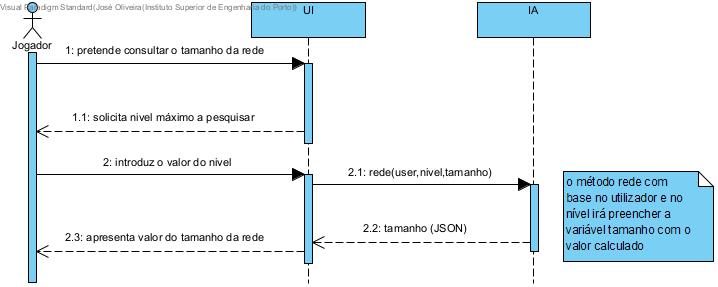 Visual Paradigm Standard(José Oliveira(Instituto Superior de Engenharia do Porto))
UI
IA
Jogador
1: pretende consultar o tamanho da rede
1.1: solicita nivel máximo a pesquisar
2: introduz o valor do nivel
2.1: rede(user,nivel,tamanho)
2.2: tamanho (JSON)
2.3: apresenta valor do tamanho da rede
o método rede com
base no utilizador e no
nível irá preencher a
variável tamanho com o
valor calculado